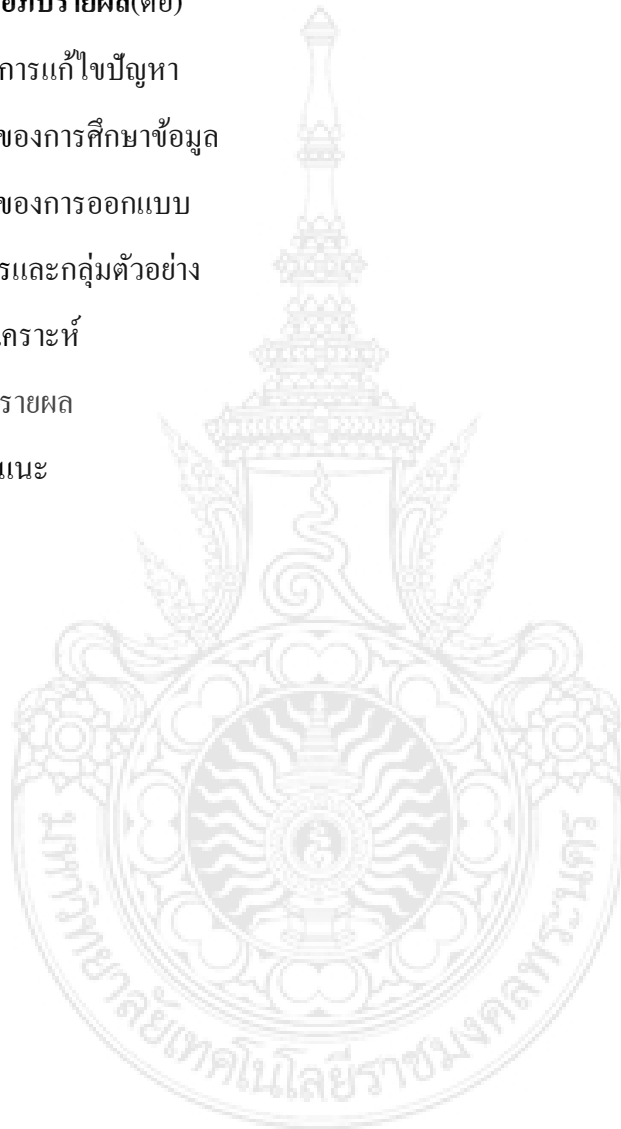 อภิปรายผล(ต่อ)
การแก้ไขปัญหา
ของการศึกษาข้อมูล
ของการออกแบบ
รและกลุ่มตัวอย่าง
เคราะห์
รายผล
แนะ
มหาวิทยาลัยเทคโนโลยีราชมงคลพระนคร